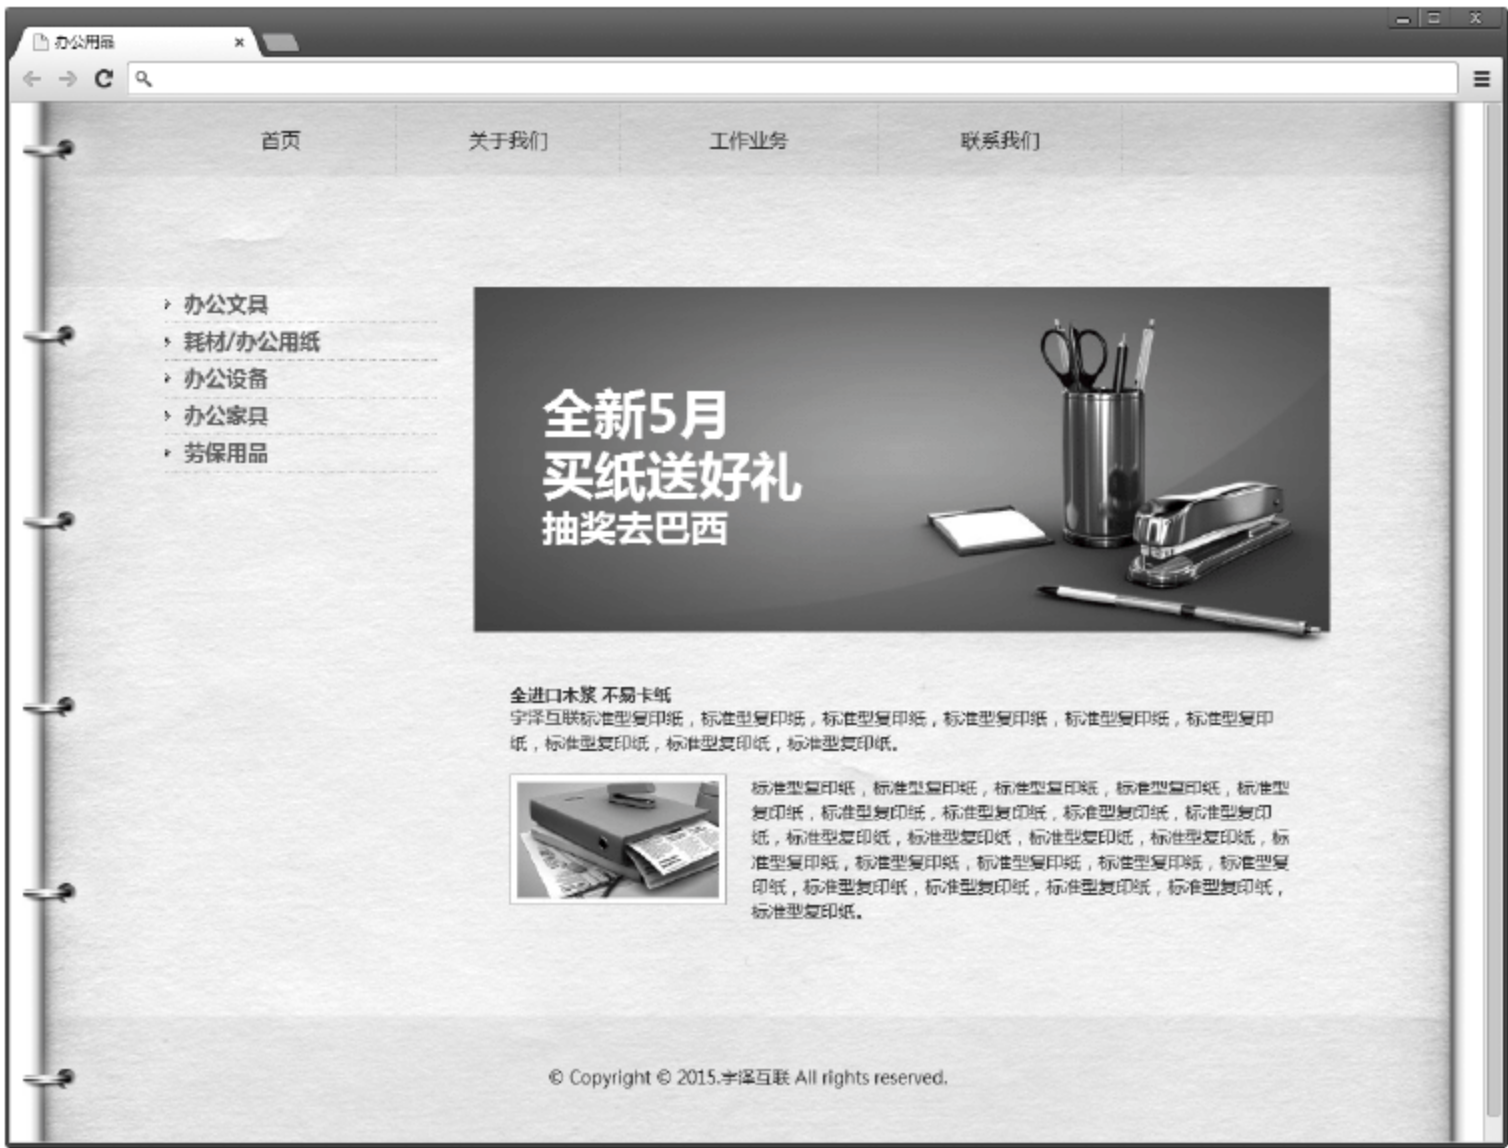 办公用品
首页
关于我们
工作业务
联系我们
办公文具
耗材/办公用纸
办公设备
办公家具
劳保用品
全新5月
买纸送好礼
抽奖去巴西
全进口木浆 不易卡纸
宇泽互联标准型复印纸，标准型复印纸，标准型复印纸，标准型复印纸，标准型复印纸，标准型复印
纸，标准型复印纸，标准型复印纸，标准型复印纸。
标准型复印纸，标准型复印纸，标准型复印纸，标准型复印纸，标准型
复印纸，标准型复印纸，标准型复印纸，标准型复印纸，标准型复印
纸，标准型复印纸，标准型复印纸，标准型复印纸，标准型复印纸，标
准型复印纸，标准型复印纸，标准型复印纸，标准型复印纸，标准型复
印纸，标准型复印纸，标准型复印纸，标准型复印纸，标准型复印纸，
标准型复印纸。
© Copyright © 2015.宇泽互联 All rights reserved.